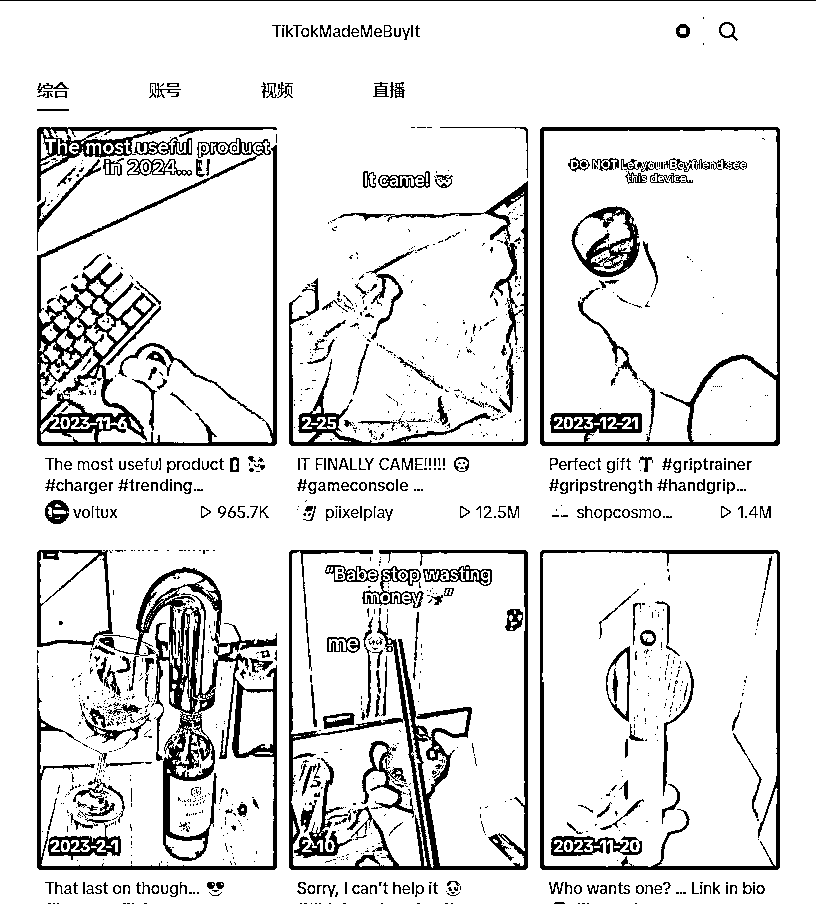 TikTokMadeMeBuyIt
综合 账号 视频 直播
The most useful product
in 2024...
2023-11-6
It came!
2-25
DO NOT Let your Boyfriend see
this device..
2023-12-21
The most useful product
#charger #trending...
voltux 965.7K
IT FINALLY CAME!!!!!
#gameconsole ...
piixelplay 12.5M
Perfect gift #griptrainer
#gripstrength #handgrip...
shopcosmo... 1.4M
2023-2-1
"Babe stop wasting
money "
me :
2-10
2023-11-20
That last on though...
Sorry, I can't help it
Who wants one? ... Link in bio